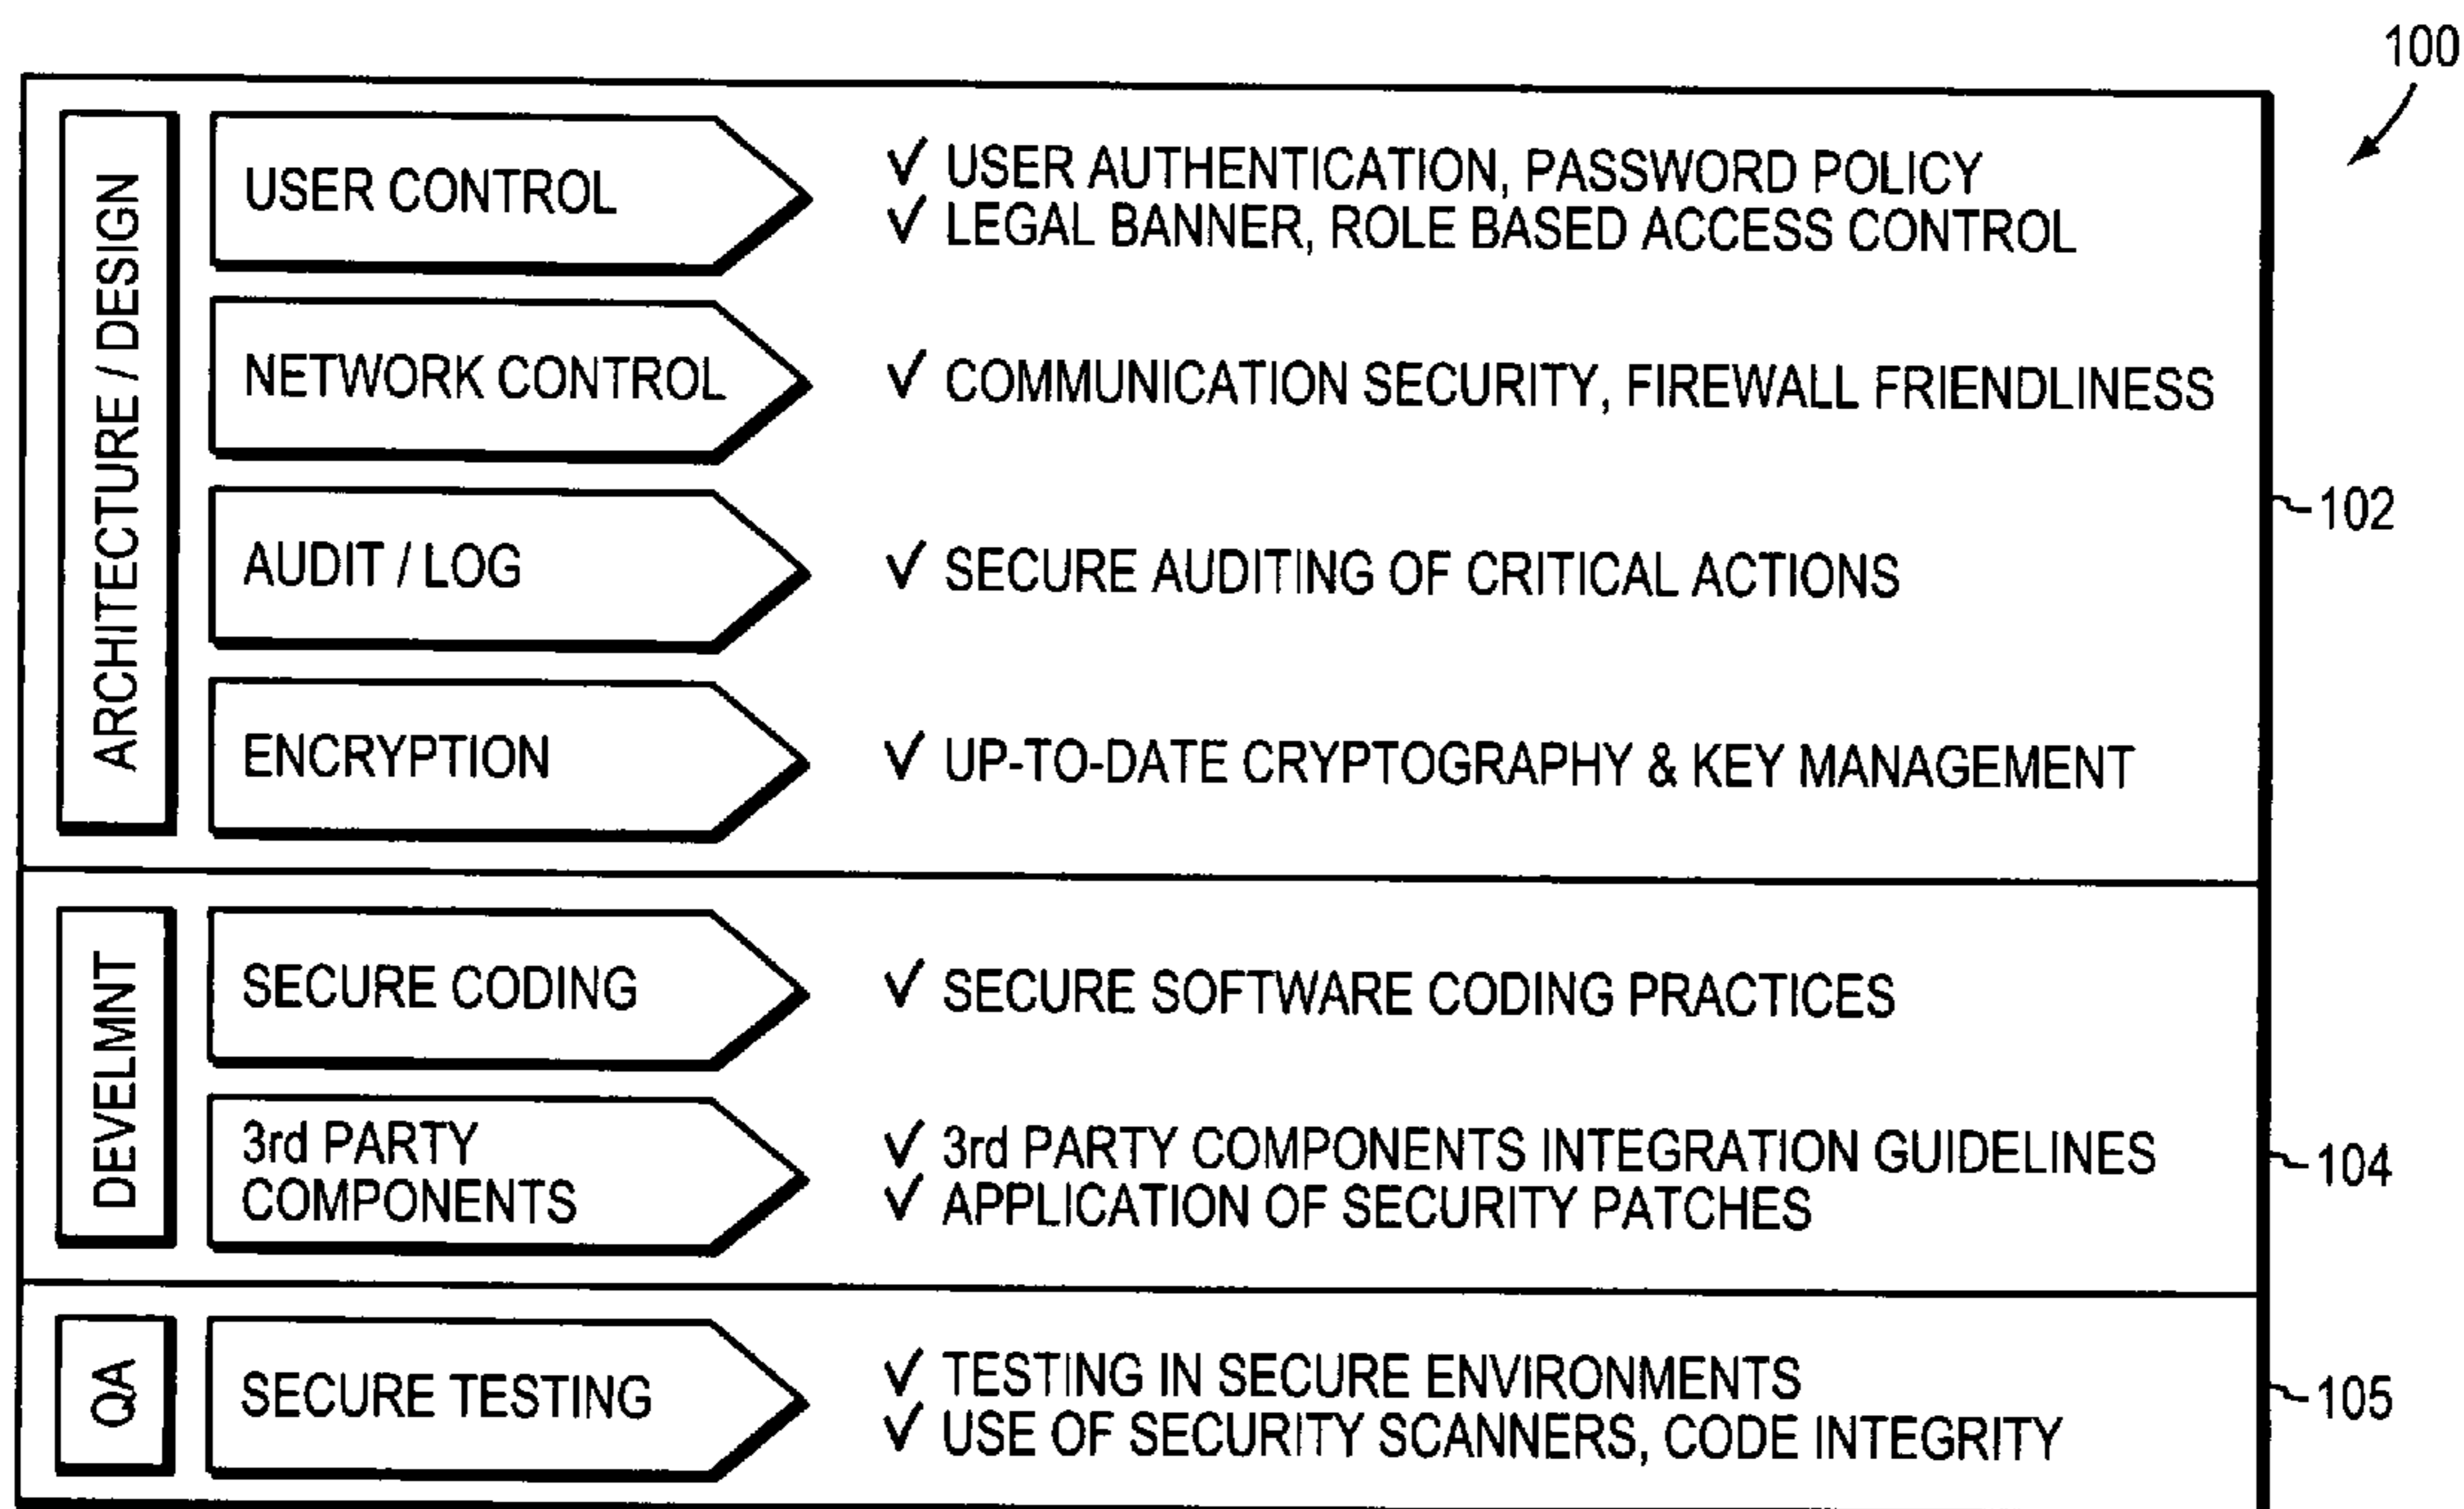 100
ARCHITECTURE / DESIGN
USER CONTROL
✓ USER AUTHENTICATION, PASSWORD POLICY
✓ LEGAL BANNER, ROLE BASED ACCESS CONTROL
NETWORK CONTROL
✓ COMMUNICATION SECURITY, FIREWALL FRIENDLINESS
102
AUDIT / LOG
✓ SECURE AUDITING OF CRITICAL ACTIONS
ENCRYPTION
✓ UP-TO-DATE CRYPTOGRAPHY & KEY MANAGEMENT
DEVELMNT
SECURE CODING
✓ SECURE SOFTWARE CODING PRACTICES
3rd PARTY
COMPONENTS
✓ 3rd PARTY COMPONENTS INTEGRATION GUIDELINES
✓ APPLICATION OF SECURITY PATCHES
104
QA
SECURE TESTING
✓ TESTING IN SECURE ENVIRONMENTS
✓ USE OF SECURITY SCANNERS, CODE INTEGRITY
105